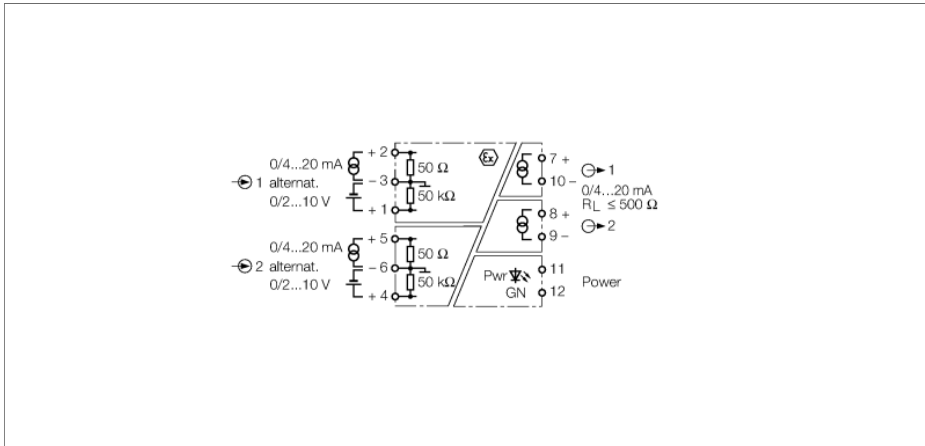 0/4...20 mA
1 alternat.
0/2...10 V
+ 2
– 3
+ 1
50 Ω
50 kΩ
Ex
7 +
10 –
1
0/4...20 mA
RL ≤ 500 Ω
8 +
9 –
2
0/4...20 mA
2 alternat.
0/2...10 V
+ 5
– 6
+ 4
50 Ω
50 kΩ
Pwr
GN
11
12
Power